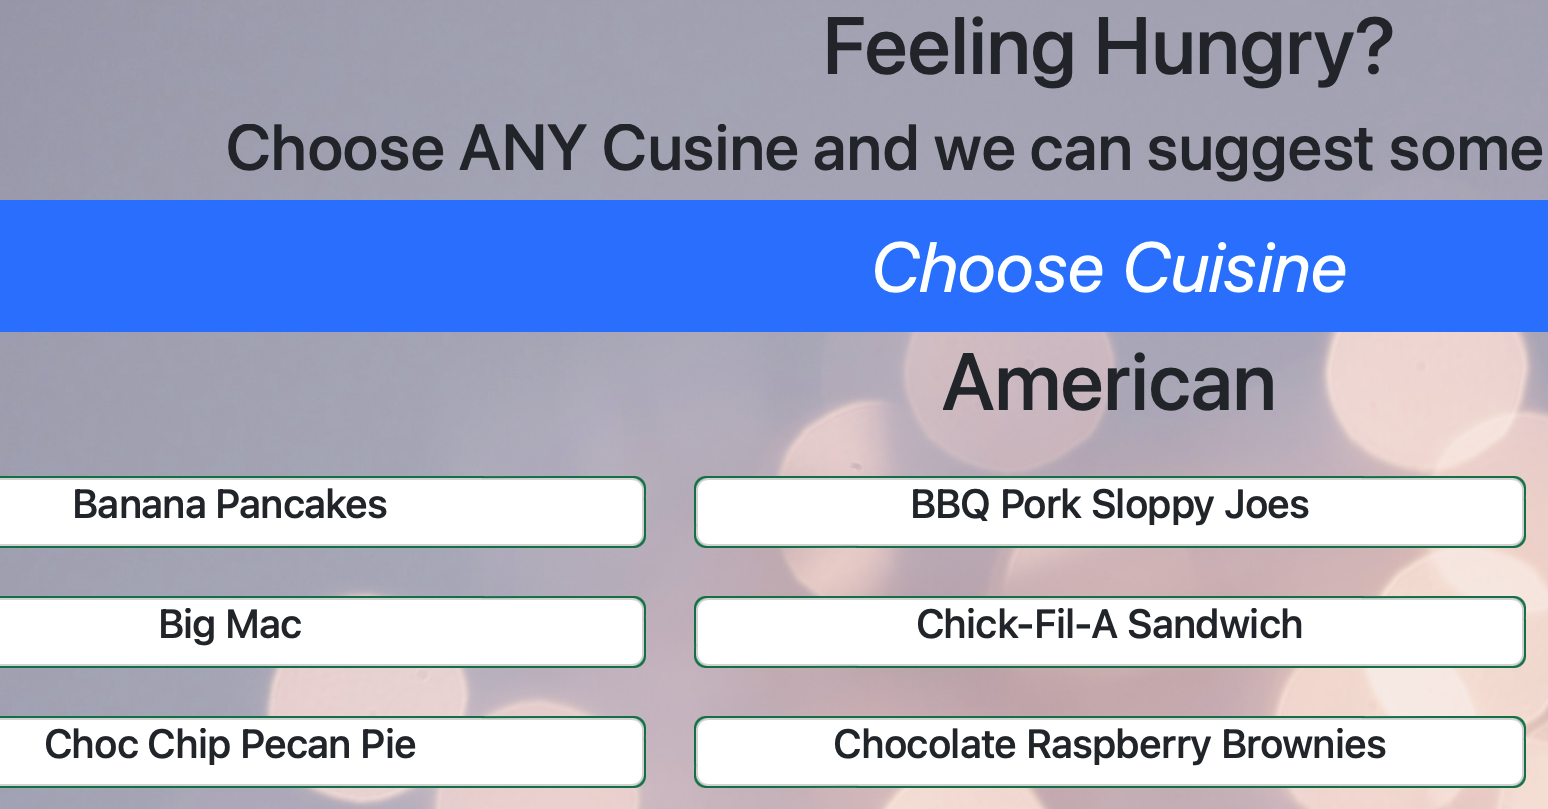 Feeling Hungry?
Choose ANY Cusine and we can suggest some
Choose Cuisine
American
Banana Pancakes
BBQ Pork Sloppy Joes
Big Mac
Chick-Fil-A Sandwich
Choc Chip Pecan Pie
Chocolate Raspberry Brownies